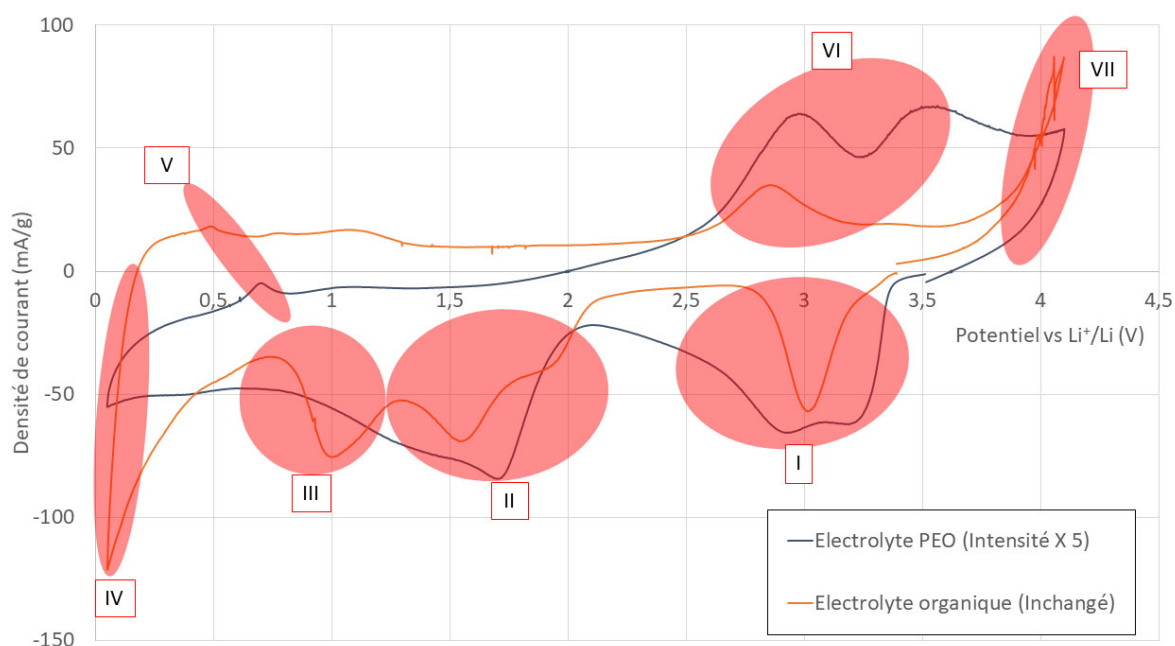 100
VI
VII
50
V
0
0
0,5
1
1,5
2
2,5
3
3,5
4
4,5
Potentiel vs Li⁺/Li (V)
Densité de courant (mA/g)
-50
I
III
II
-100
Electrolyte PEO (Intensité X 5)
Electrolyte organique (Inchangé)
IV
-150